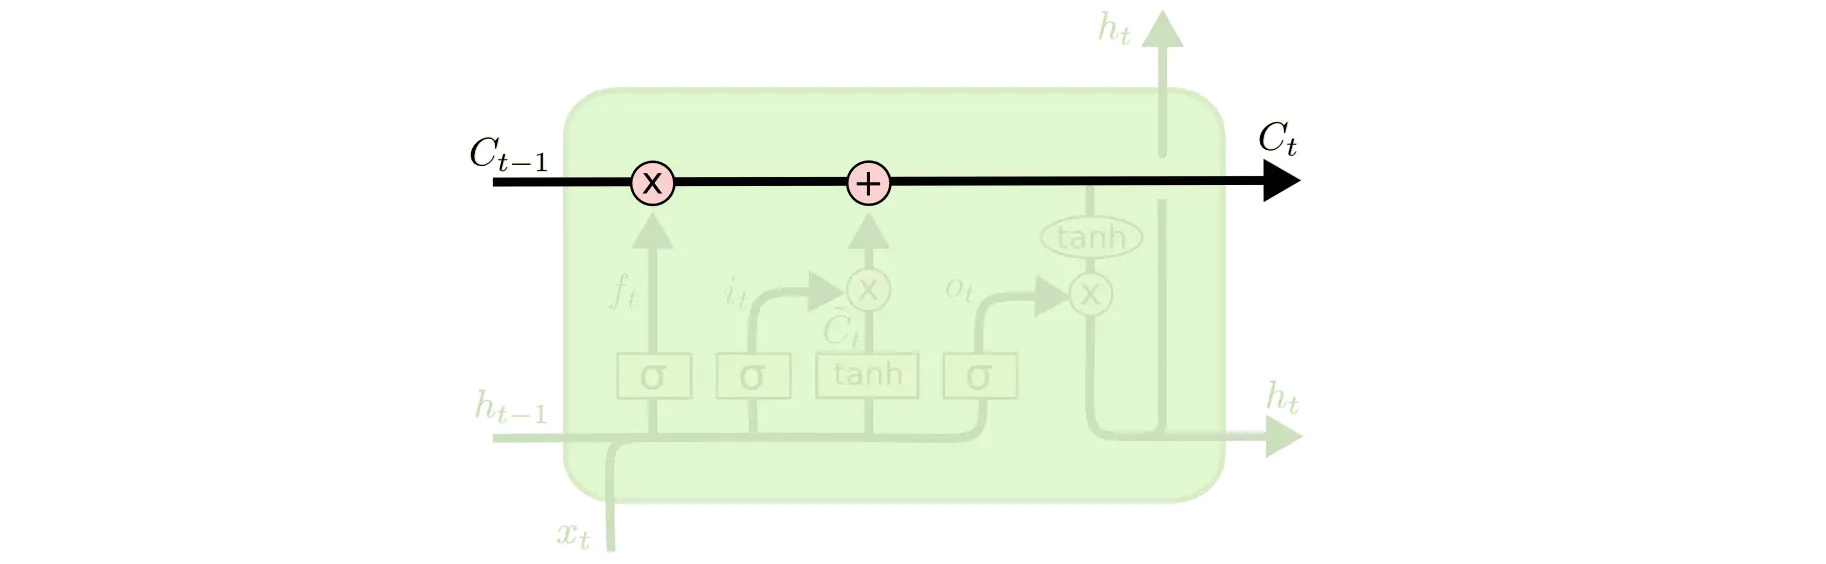 h_t
C_{t-1}
C_t
x
+
tanh
f_t
i_t
x
o_t
x
\tilde{C}_t
σ
σ
tanh
σ
h_{t-1}
h_t
x_t